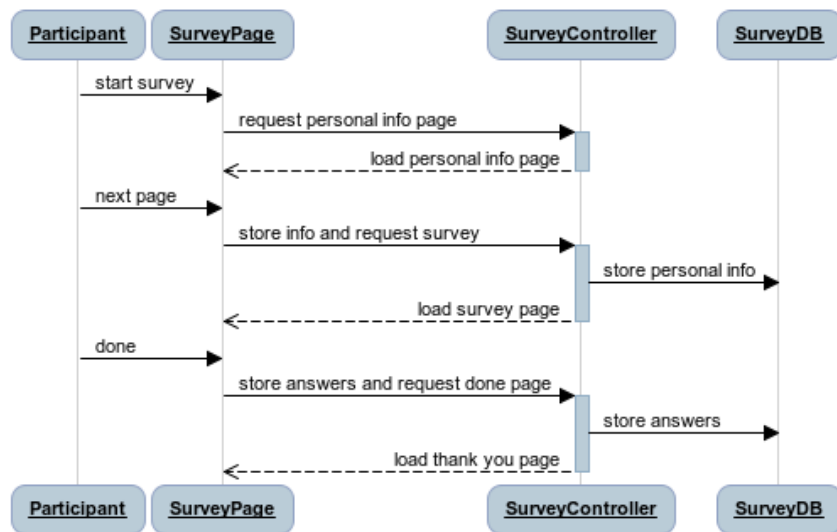 Participant SurveyPage SurveyController SurveyDB
start survey
request personal info page
load personal info page
next page
store info and request survey
store personal info
load survey page
done
store answers and request done page
store answers
load thank you page
Participant SurveyPage SurveyController SurveyDB